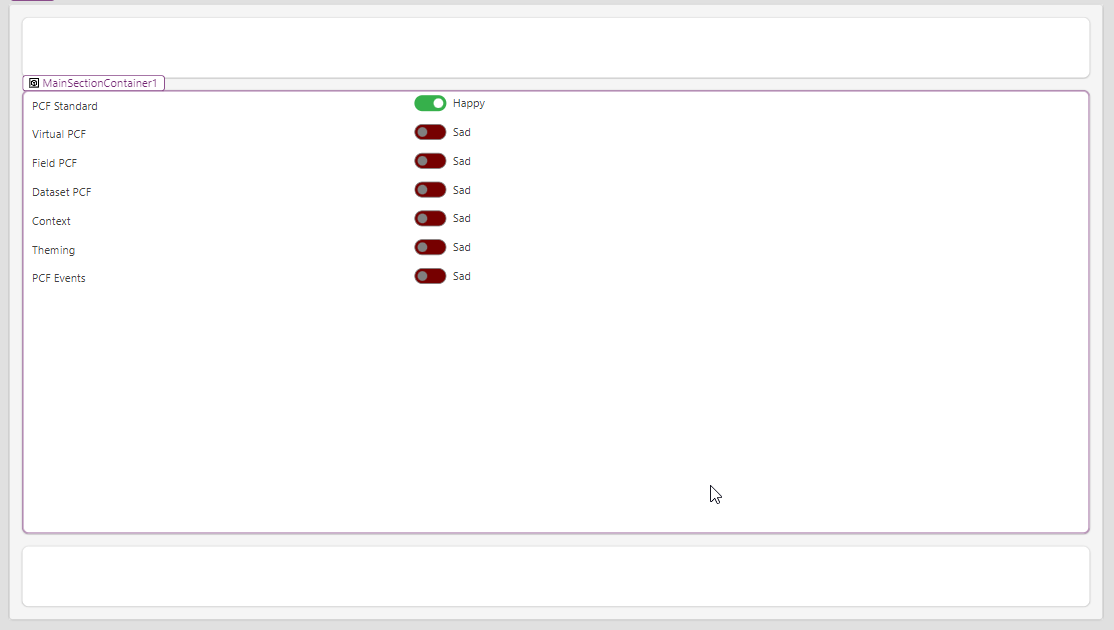 MainSectionContainer1
PCF Standard Happy
Virtual PCF Sad
Field PCF Sad
Dataset PCF Sad
Context Sad
Theming Sad
PCF Events Sad